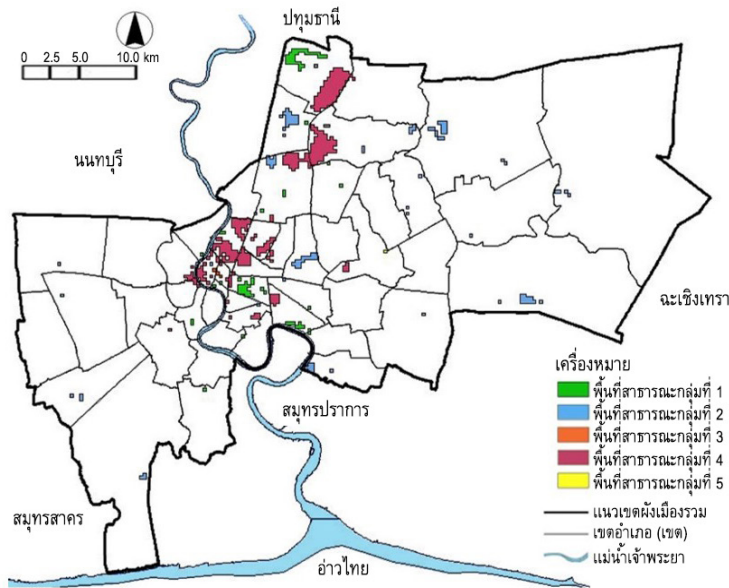 ปทุมธานี
0 2.5 5.0 10.0 km
นนทบุรี
ฉะเชิงเทรา
เครื่องหมาย
พื้นที่สาธารณะกลุ่มที่ 1
พื้นที่สาธารณะกลุ่มที่ 2
พื้นที่สาธารณะกลุ่มที่ 3
พื้นที่สาธารณะกลุ่มที่ 4
พื้นที่สาธารณะกลุ่มที่ 5
แนวเขตผังเมืองรวม
เขตอำเภอ (เขต)
แม่น้ำเจ้าพระยา
สมุทรปราการ
สมุทรสาคร
อ่าวไทย